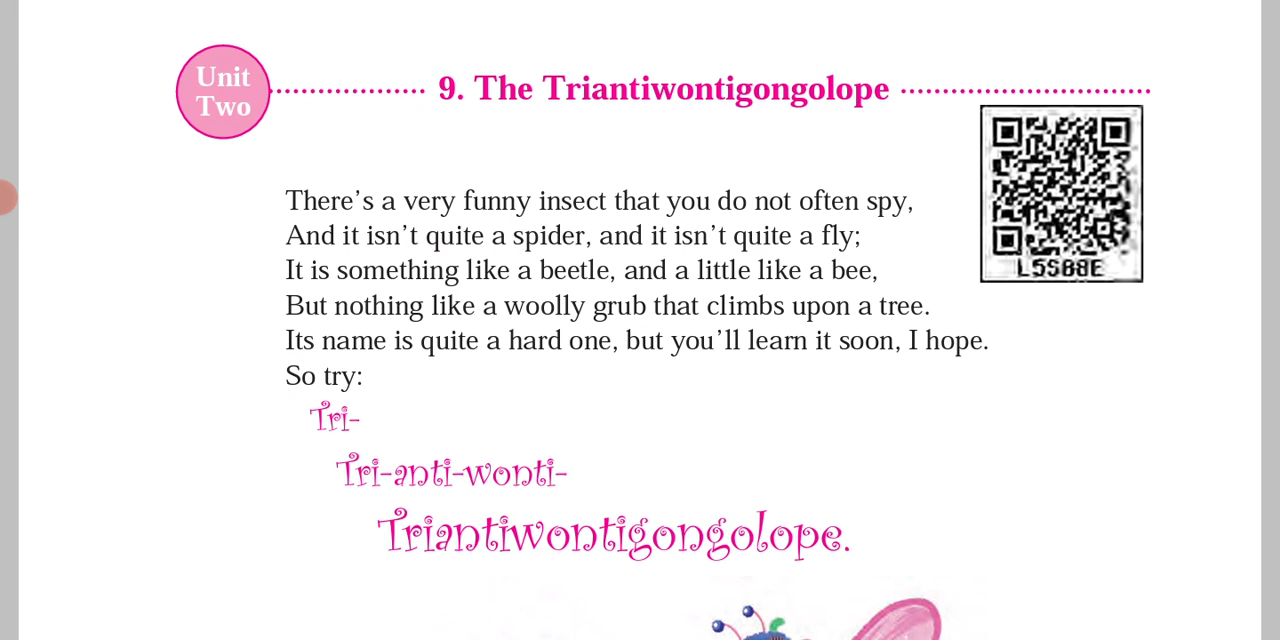 Unit
Two
9. The Triantiwontigongolope
L5S88E
There's a very funny insect that you do not often spy,
And it isn't quite a spider, and it isn't quite a fly;
It is something like a beetle, and a little like a bee,
But nothing like a woolly grub that climbs upon a tree.
Its name is quite a hard one, but you'll learn it soon, I hope.
So try:
Tri-
Tri-anti-wonti-
Triantiwontigongolope.